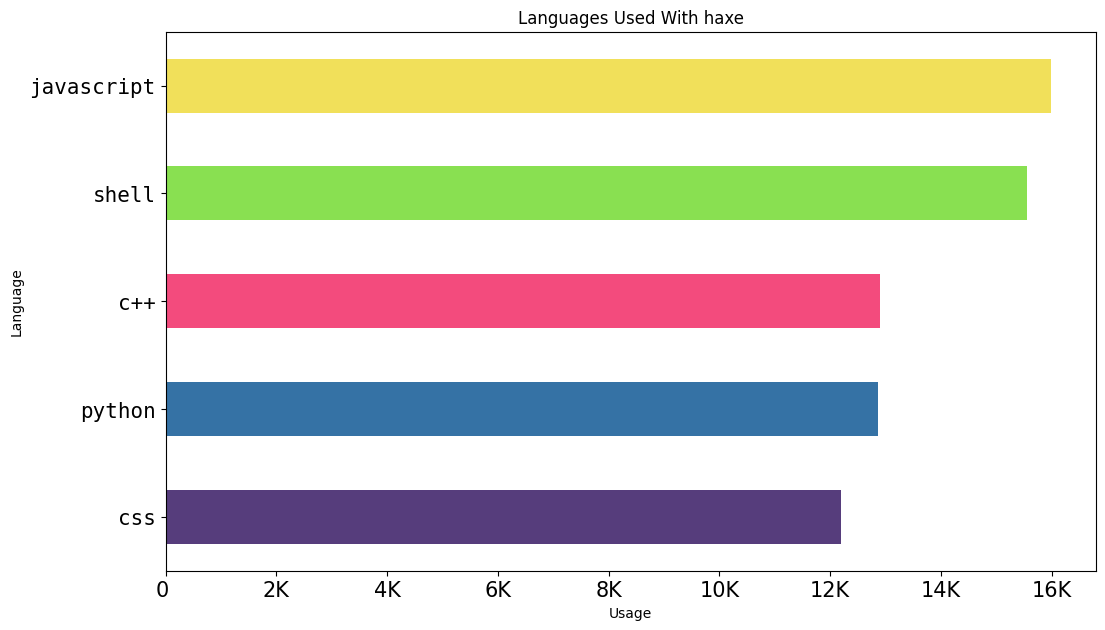 Languages Used With haxe
javascript
shell
c++
python
css
Language
0 2K 4K 6K 8K 10K 12K 14K 16K
Usage